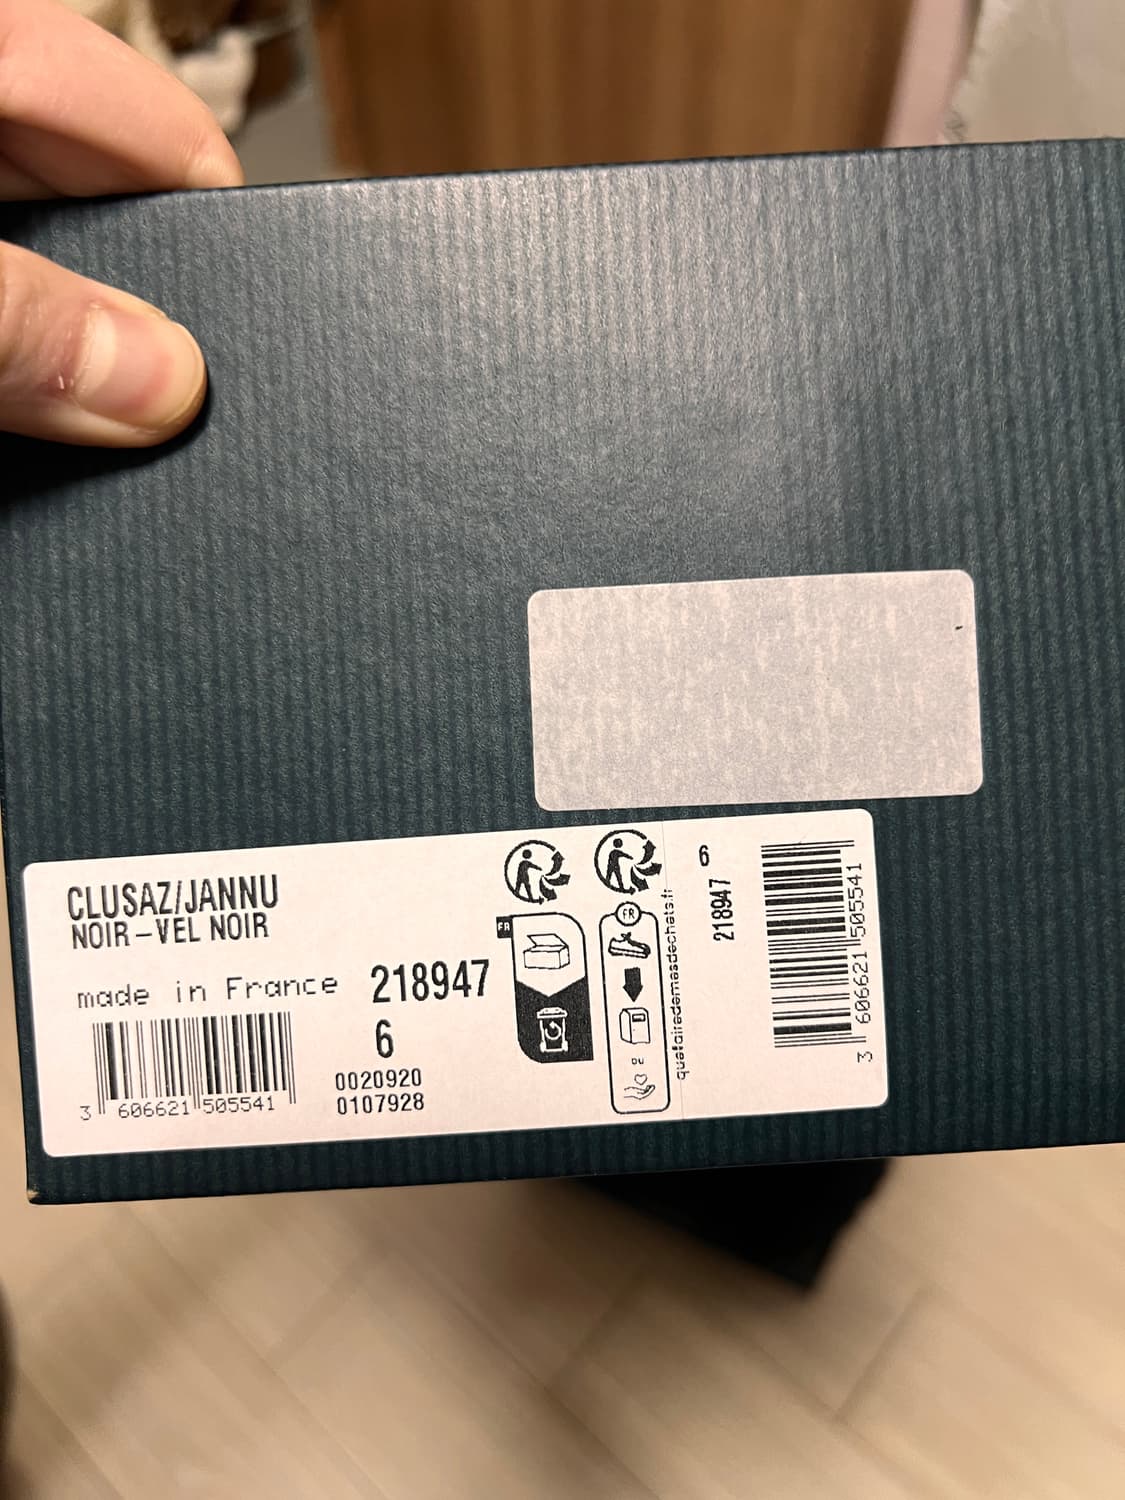 CLUSAZ/JANNU
NOIR-VEL NOIR
made in France 218947
6
0020920
0107928
3 606621 505541
FR
FR
OU
quefairedemesdechets.fr
6
218947
3 606621 505541